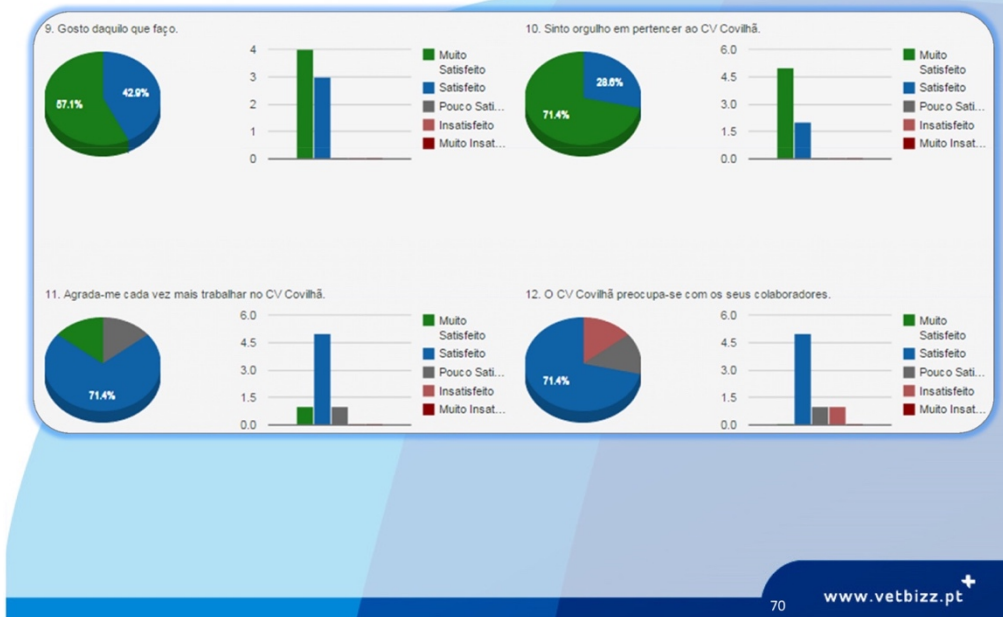 9. Gosto daquilo que faço.
57.1%
42.9%
4
3
2
1
0
Muito
Satisfeito
Satisfeito
Pouco Sati...
Insatisfeito
Muito Insat...
10. Sinto orgulho em pertencer ao CV Covilhã.
71.4%
28.6%
6.0
4.5
3.0
1.5
0.0
Muito
Satisfeito
Satisfeito
Pouco Sati...
Insatisfeito
Muito Insat...
11. Agrada-me cada vez mais trabalhar no CV Covilhã.
71.4%
6.0
4.5
3.0
1.5
0.0
Muito
Satisfeito
Satisfeito
Pouco Sati...
Insatisfeito
Muito Insat...
12. O CV Covilhã preocupa-se com os seus colaboradores.
71.4%
6.0
4.5
3.0
1.5
0.0
Muito
Satisfeito
Satisfeito
Pouco Sati...
Insatisfeito
Muito Insat...
70
www.vetbizz.pt